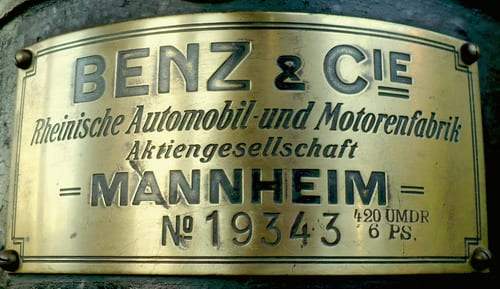 BENZ & CIE
Rheinische Automobil-und Motorenfabrik
Aktiengesellschaft
=MANNHEIM=
No 19343 420 UMDR
6 PS.